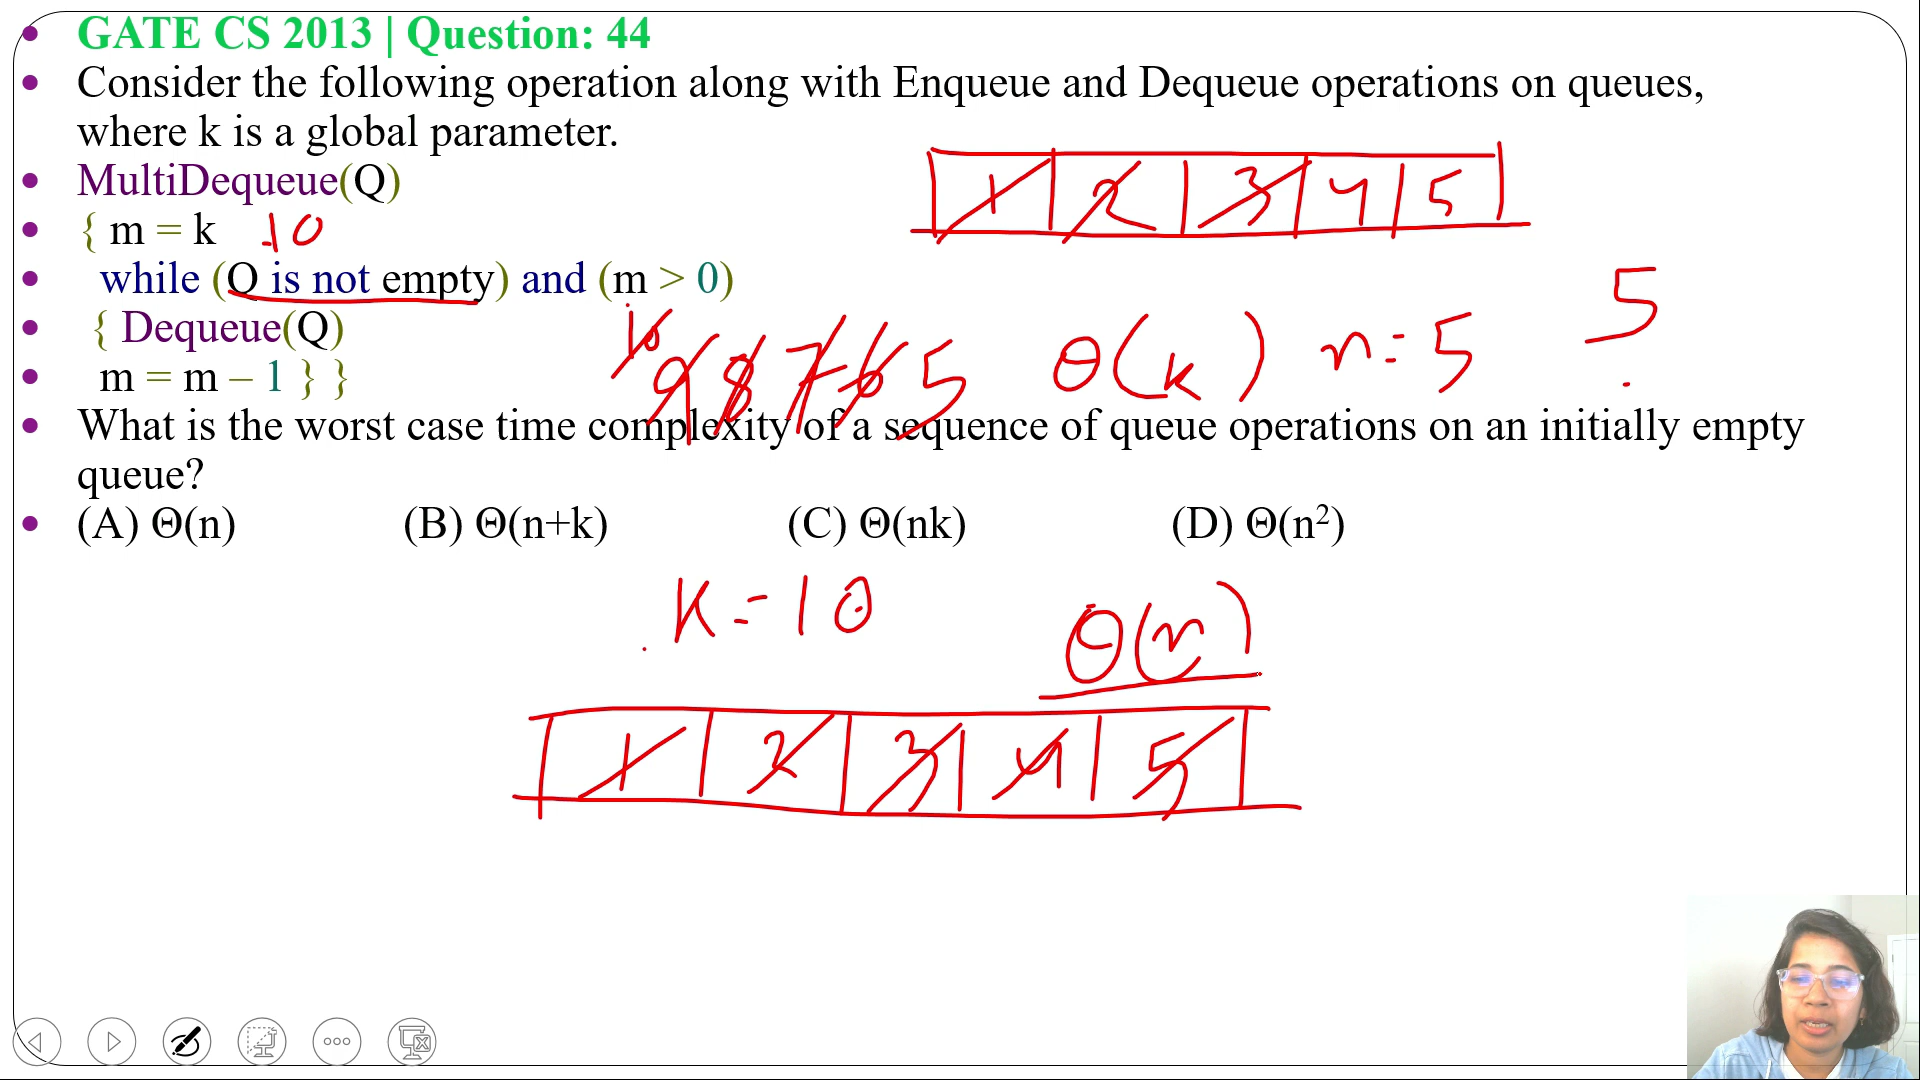 GATE CS 2013 | Question: 44
Consider the following operation along with Enqueue and Dequeue operations on queues,
where k is a global parameter.
MultiDequeue(Q)
{ m = k 10
while (Q is not empty) and (m > 0)
{ Dequeue(Q)
m = m – 1 } }
What is the worst case time complexity of a sequence of queue operations on an initially empty
queue?
(A) Θ(n) (B) Θ(n+k) (C) Θ(nk) (D) Θ(n²)
1 2 3 4 5
5
10 9 8 7 6 5 θ(k) n=5
k=10
θ(n)
1 2 3 4 5